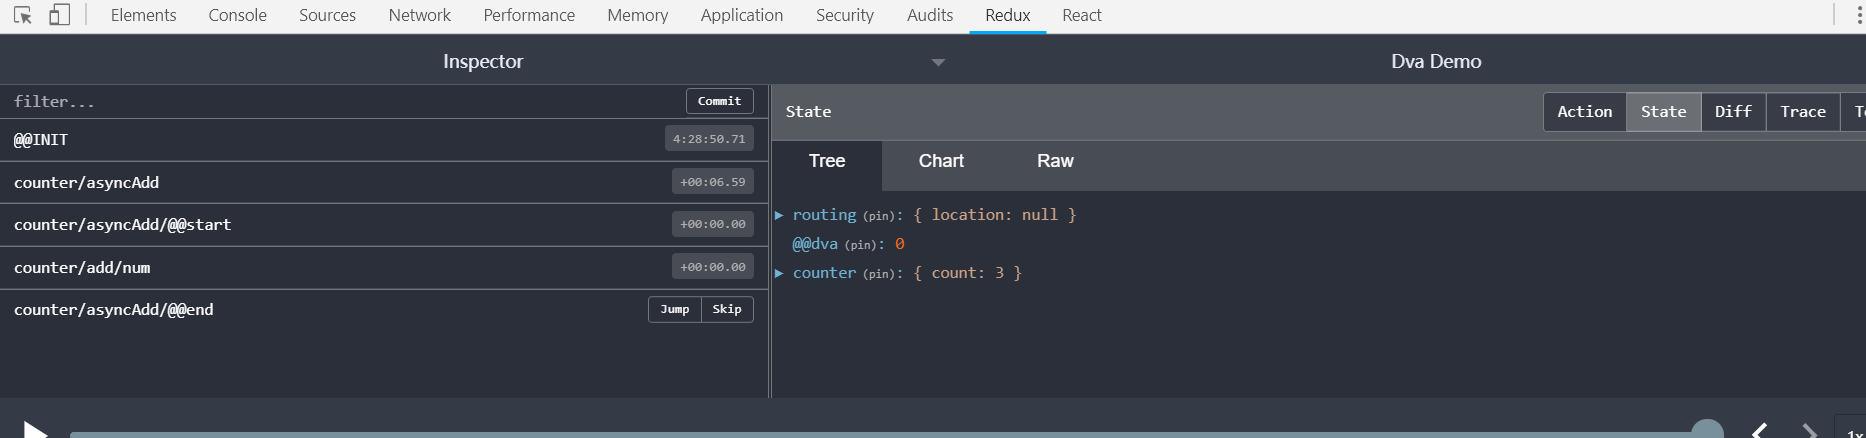 Elements Console Sources Network Performance Memory Application Security Audits Redux React
Inspector Dva Demo
filter... Commit
@@INIT 4:28:50.71
counter/asyncAdd +00:06.59
counter/asyncAdd/@@start +00:00.00
counter/add/num +00:00.00
counter/asyncAdd/@@end Jump Skip
State Action State Diff Trace
Tree Chart Raw
routing (pin): { location: null }
@@dva (pin): 0
counter (pin): { count: 3 }
1x